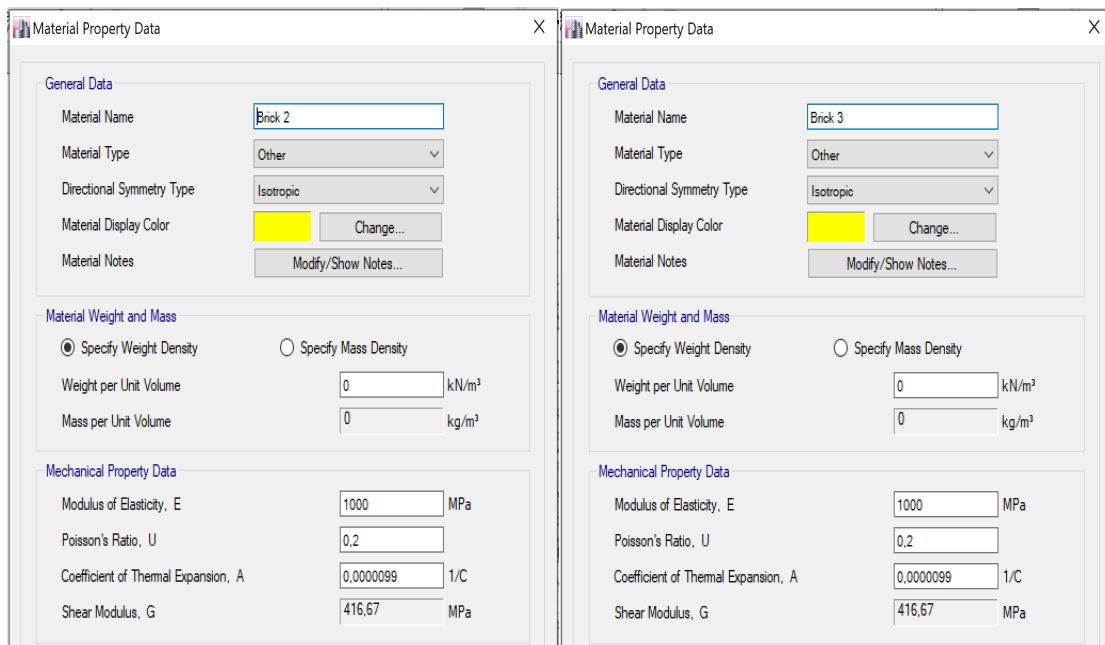 Material Property Data X
General Data
Material Name Brick 2
Material Type Other
Directional Symmetry Type Isotropic
Material Display Color Change...
Material Notes Modify/Show Notes...
Material Weight and Mass
Specify Weight Density Specify Mass Density
Weight per Unit Volume 0 kN/m³
Mass per Unit Volume 0 kg/m³
Mechanical Property Data
Modulus of Elasticity, E 1000 MPa
Poisson's Ratio, U 0,2
Coefficient of Thermal Expansion, A 0,0000099 1/C
Shear Modulus, G 416,67 MPa
Material Property Data X
General Data
Material Name Brick 3
Material Type Other
Directional Symmetry Type Isotropic
Material Display Color Change...
Material Notes Modify/Show Notes...
Material Weight and Mass
Specify Weight Density Specify Mass Density
Weight per Unit Volume 0 kN/m³
Mass per Unit Volume 0 kg/m³
Mechanical Property Data
Modulus of Elasticity, E 1000 MPa
Poisson's Ratio, U 0,2
Coefficient of Thermal Expansion, A 0,0000099 1/C
Shear Modulus, G 416,67 MPa